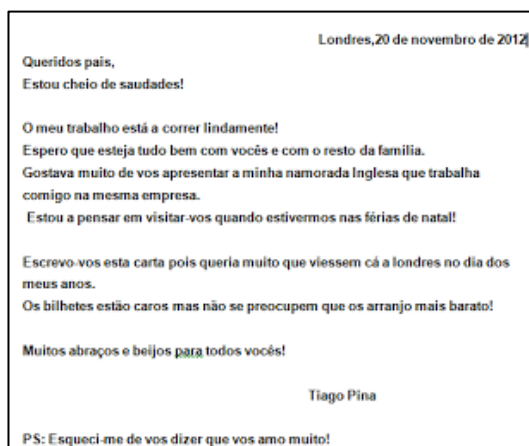 Londres,20 de novembro de 2012
Queridos pais,
Estou cheio de saudades!
O meu trabalho está a correr lindamente!
Espero que esteja tudo bem com vocês e com o resto da familia.
Gostava muito de vos apresentar a minha namorada Inglesa que trabalha
comigo na mesma empresa.
Estou a pensar em visitar-vos quando estivermos nas férias de natal!
Escrevo-vos esta carta pois queria muito que viessem cá a londres no dia dos
meus anos.
Os bilhetes estão caros mas não se preocupem que os arranjo mais barato!
Muitos abraços e beijos para todos vocês!
Tiago Pina
PS: Esqueci-me de vos dizer que vos amo muito!